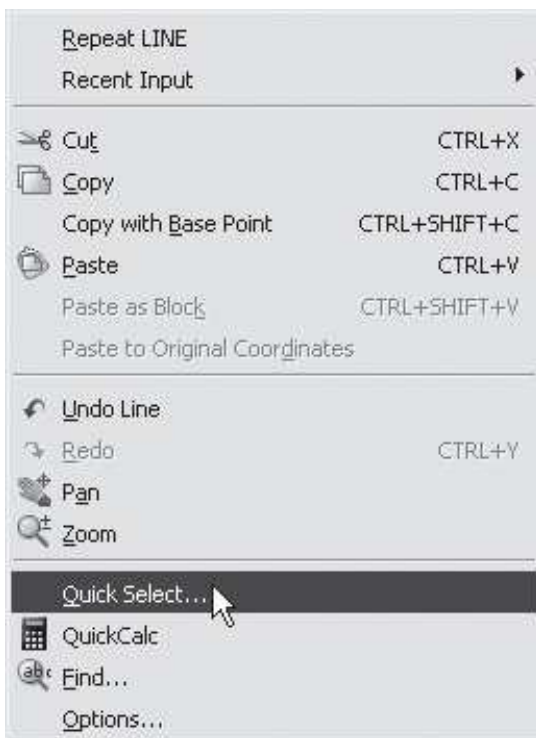 Repeat LINE
Recent Input
Cut CTRL+X
Copy CTRL+C
Copy with Base Point CTRL+SHIFT+C
Paste CTRL+V
Paste as Block CTRL+SHIFT+V
Paste to Original Coordinates
Undo Line
Redo CTRL+Y
Pan
Zoom
Quick Select...
QuickCalc
abc Find...
Options...